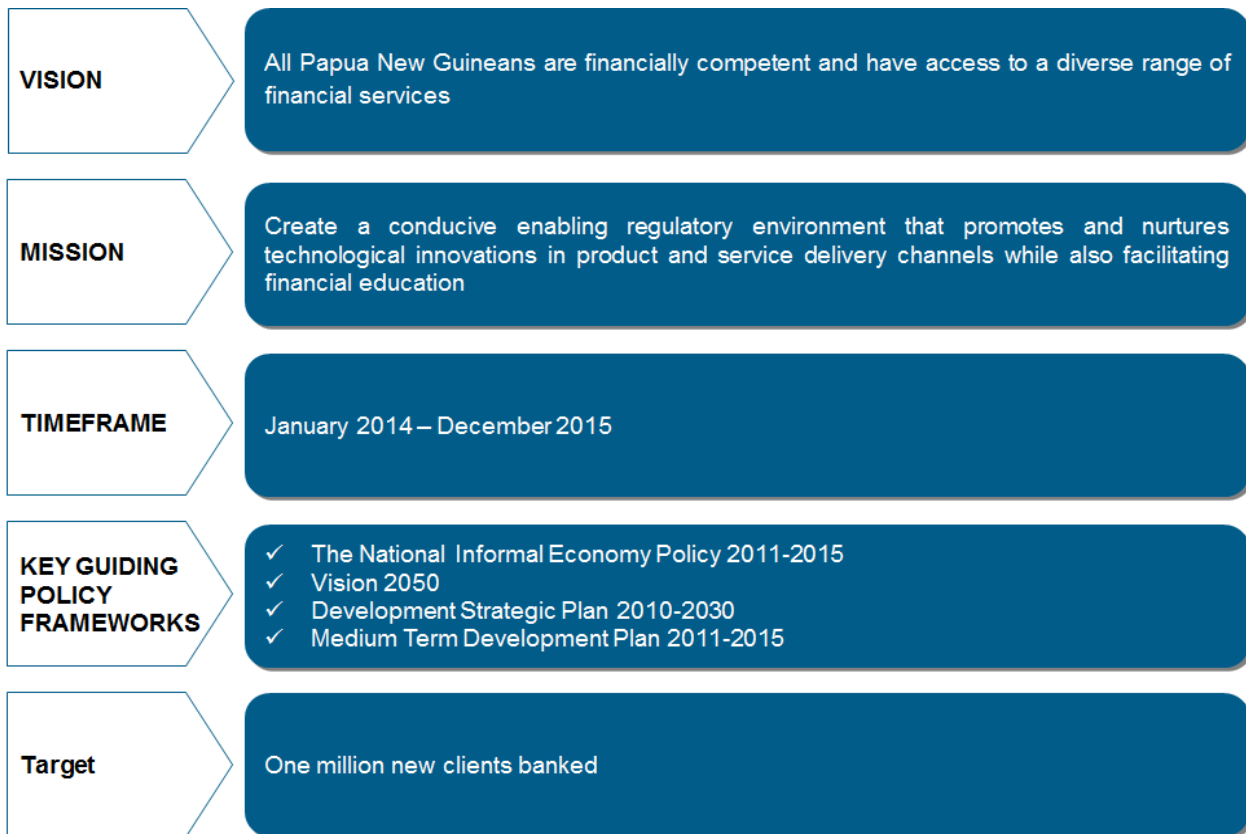 VISION
All Papua New Guineans are financially competent and have access to a diverse range of
financial services
MISSION
Create a conducive enabling regulatory environment that promotes and nurtures
technological innovations in product and service delivery channels while also facilitating
financial education
TIMEFRAME
January 2014 – December 2015
KEY GUIDING
POLICY
FRAMEWORKS
✓ The National Informal Economy Policy 2011-2015
✓ Vision 2050
✓ Development Strategic Plan 2010-2030
✓ Medium Term Development Plan 2011-2015
Target
One million new clients banked